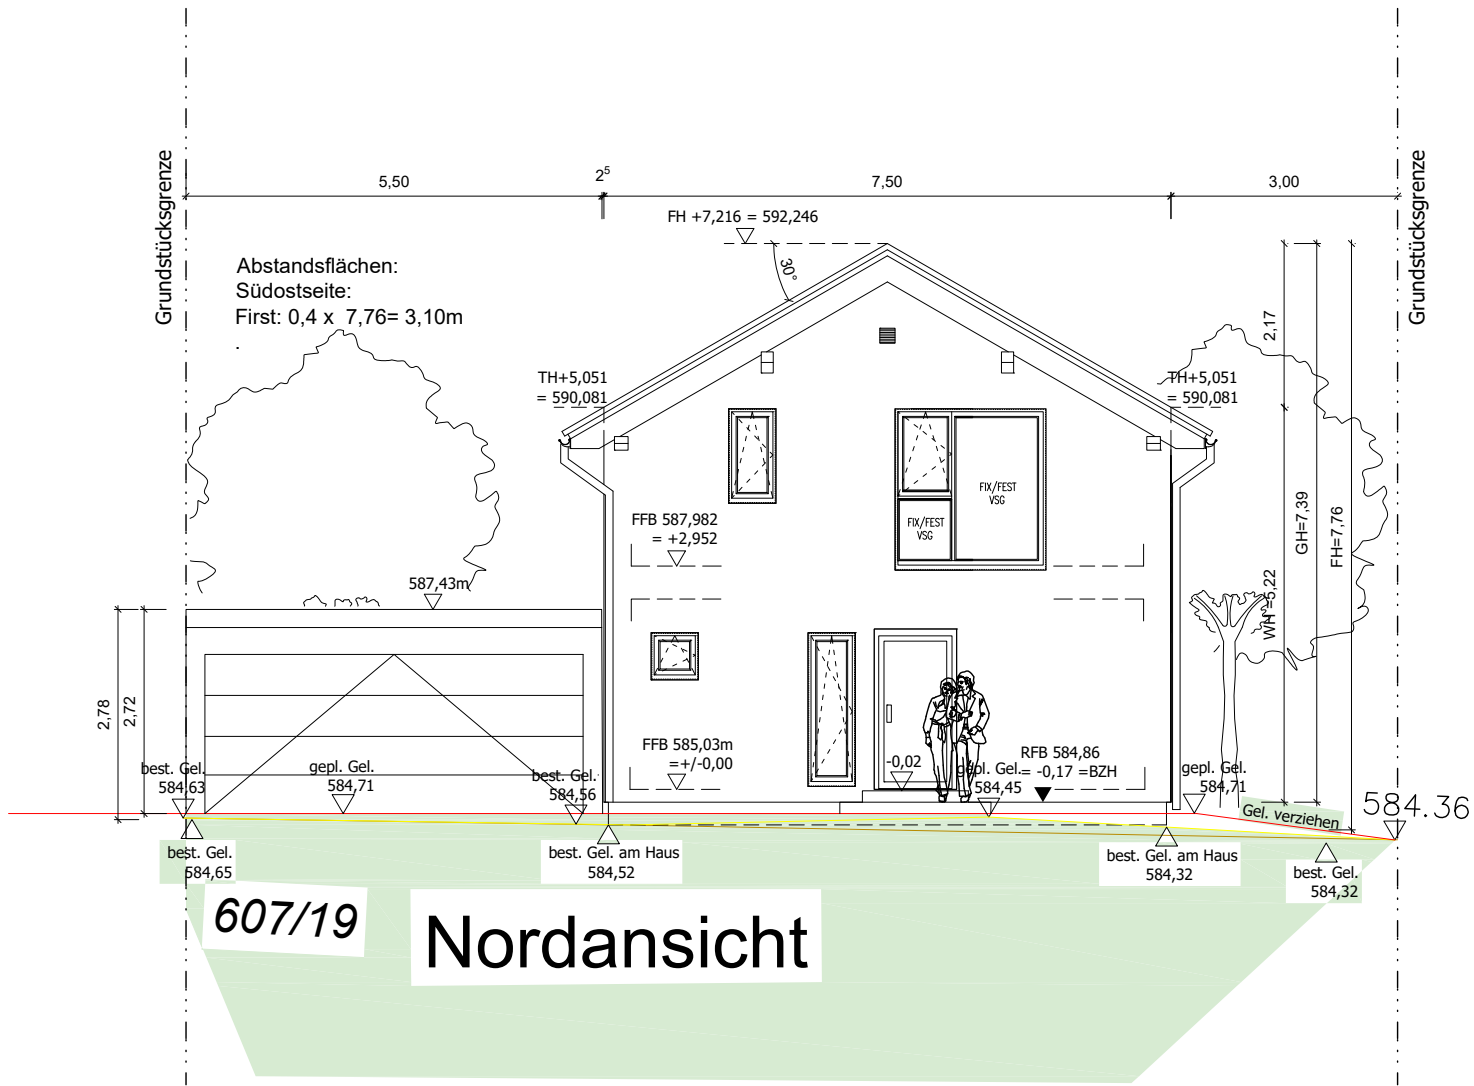 Grundstücksgrenze
Grundstücksgrenze
5,50
2⁵
7,50
3,00
FH +7,216 = 592,246
30°
Abstandsflächen:
Südostseite:
First: 0,4 x 7,76= 3,10m
.
2,17
TH+5,051
= 590,081
TH+5,051
= 590,081
FIX/FEST
VSG
FIX/FEST
VSG
GH=7,39
FH=7,76
WH =5,22
FFB 587,982
= +2,952
587,43m
2,78
2,72
FFB 585,03m
=+/-0,00
-0,02
RFB 584,86
= -0,17 =BZH
best. Gel.
584,63
gepl. Gel.
584,71
best. Gel.
584,56
gepl. Gel.
584,45
gepl. Gel.
584,71
584.36
Gel. verziehen
best. Gel.
584,65
best. Gel. am Haus
584,52
best. Gel. am Haus
584,32
best. Gel.
584,32
607/19
Nordansicht